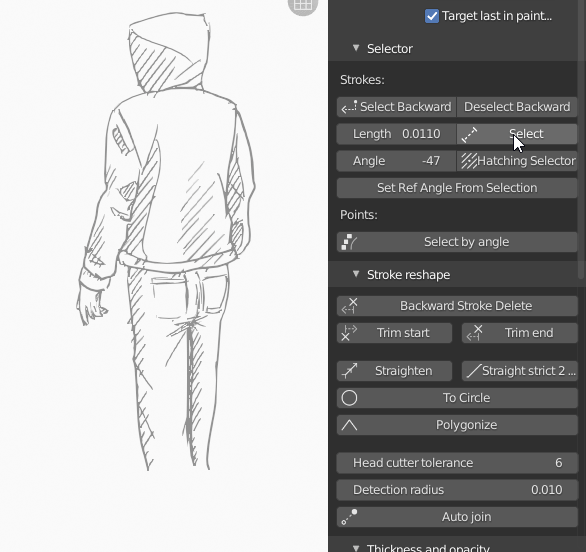 Target last in paint...
Selector
Strokes:
Select Backward Deselect Backward
Length 0.0110 Select
Angle -47 Hatching Selector
Set Ref Angle From Selection
Points:
Select by angle
Stroke reshape
Backward Stroke Delete
Trim start Trim end
Straighten Straight strict 2 ...
To Circle
Polygonize
Head cutter tolerance 6
Detection radius 0.010
Auto join
Thickness and opacity